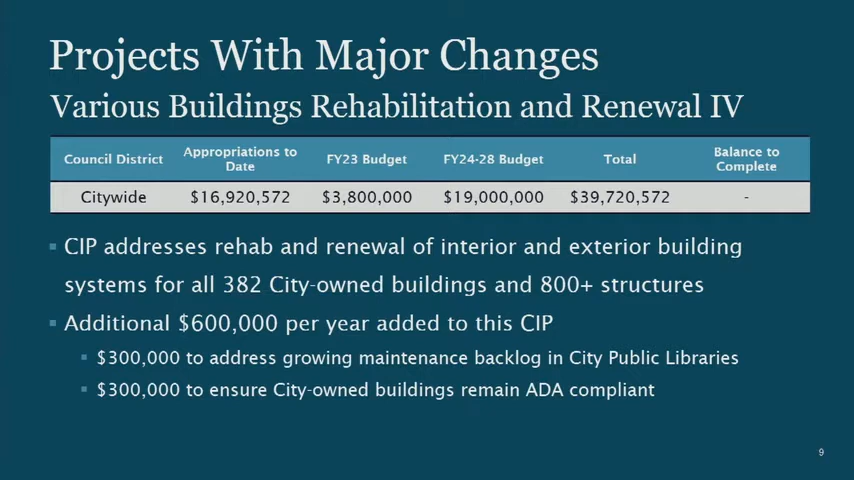 Projects With Major Changes
Various Buildings Rehabilitation and Renewal IV
Council District Appropriations to Date FY23 Budget FY24-28 Budget Total Balance to Complete
Citywide $16,920,572 $3,800,000 $19,000,000 $39,720,572 -
▪ CIP addresses rehab and renewal of interior and exterior building
systems for all 382 City-owned buildings and 800+ structures
▪ Additional $600,000 per year added to this CIP
▪ $300,000 to address growing maintenance backlog in City Public Libraries
▪ $300,000 to ensure City-owned buildings remain ADA compliant
9